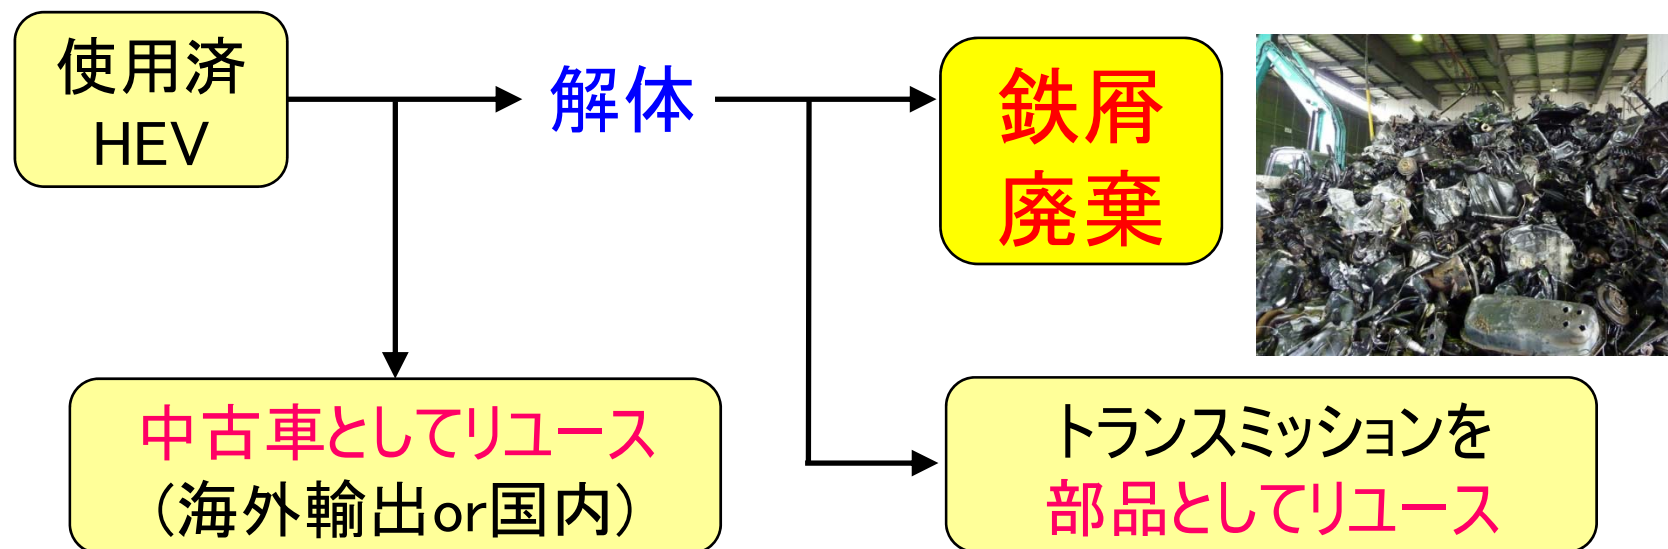 使用済
HEV
解体
鉄屑
廃棄
中古車としてリユース
（海外輸出or国内）
トランスミッションを
部品としてリユース